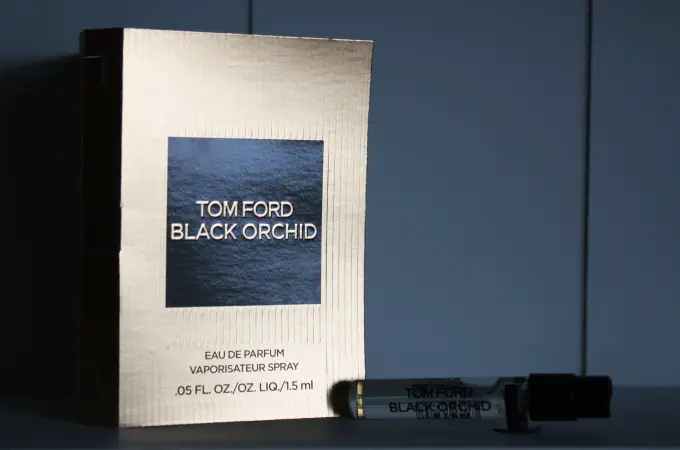 TOM FORD
BLACK ORCHID
EAU DE PARFUM
VAPORISATEUR SPRAY
.05 FL. OZ./OZ. LIQ./1.5 ml
TOM FORD
BLACK ORCHID